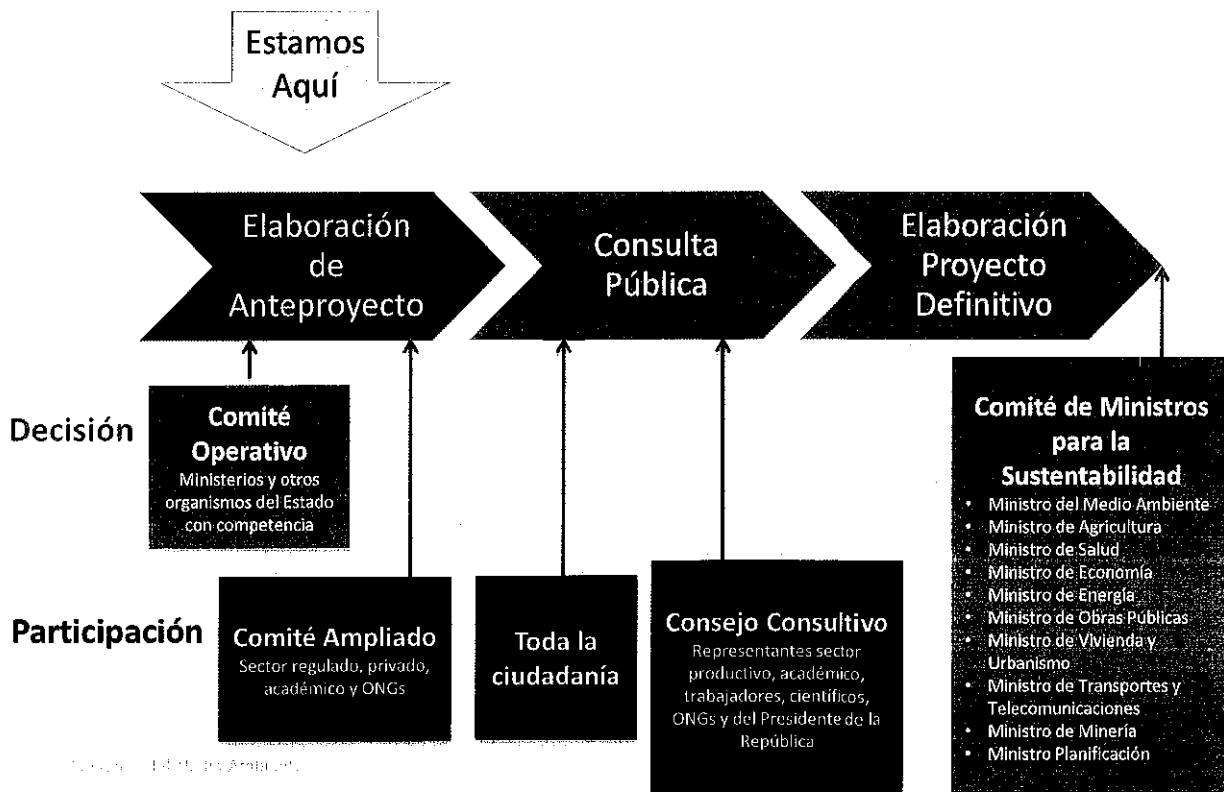 Estamos
Aquí
Elaboración
de
Anteproyecto
Consulta
Pública
Elaboración
Proyecto
Definitivo
Decisión
Comité
Operativo
Ministerios y otros
organismos del Estado
con competencia
Comité de Ministros
para la
Sustentabilidad
• Ministro del Medio Ambiente
• Ministro de Agricultura
• Ministro de Salud
• Ministro de Economía
• Ministro de Energía
• Ministro de Obras Públicas
• Ministro de Vivienda y
Urbanismo
• Ministro de Transportes y
Telecomunicaciones
• Ministro de Minería
• Ministro Planificación
Participación
Comité Ampliado
Sector regulado, privado,
académico y ONGs
Toda la
ciudadanía
Consejo Consultivo
Representantes sector
productivo, académico,
trabajadores, científicos,
ONGs y del Presidente de la
República